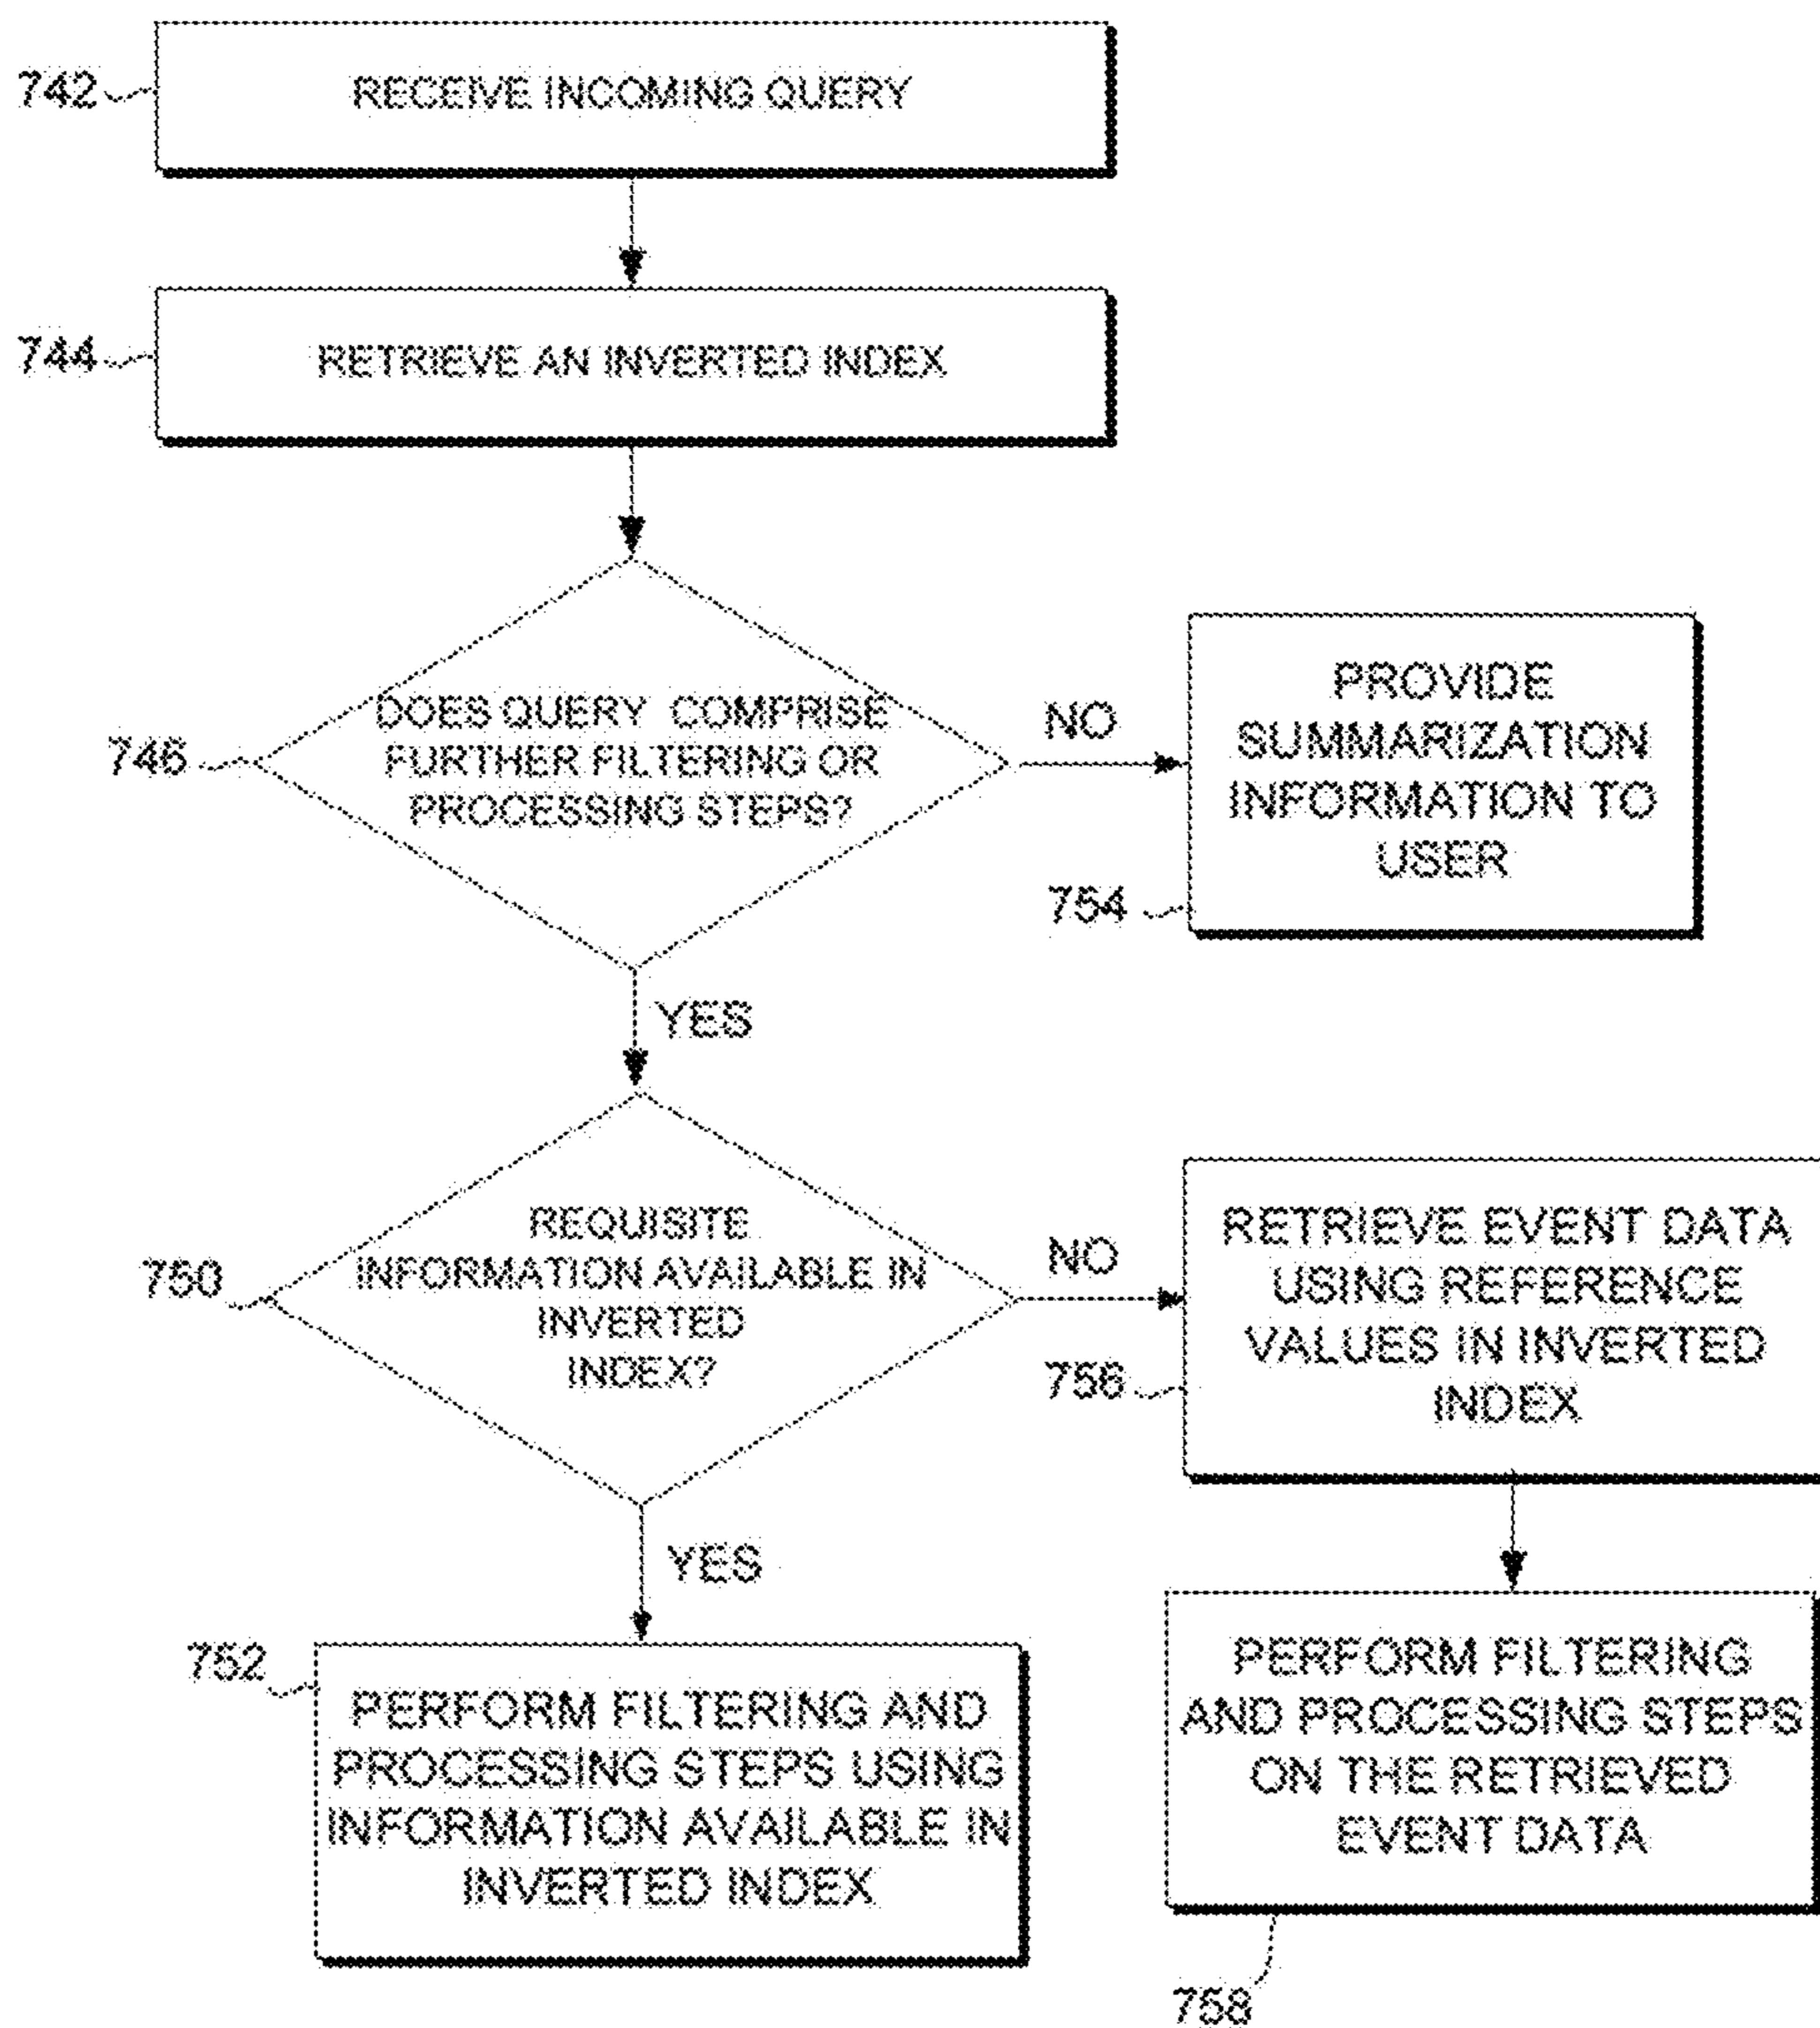 742
RECEIVE INCOMING QUERY
744
RETRIEVE AN INVERTED INDEX
746
DOES QUERY COMPRISE
FURTHER FILTERING OR
PROCESSING STEPS?
NO
PROVIDE
SUMMARIZATION
INFORMATION TO
USER
754
YES
750
REQUISITE
INFORMATION AVAILABLE IN
INVERTED
INDEX?
NO
RETRIEVE EVENT DATA
USING REFERENCE
VALUES IN INVERTED
INDEX
756
YES
752
PERFORM FILTERING AND
PROCESSING STEPS USING
INFORMATION AVAILABLE IN
INVERTED INDEX
PERFORM FILTERING
AND PROCESSING STEPS
ON THE RETRIEVED
EVENT DATA
758